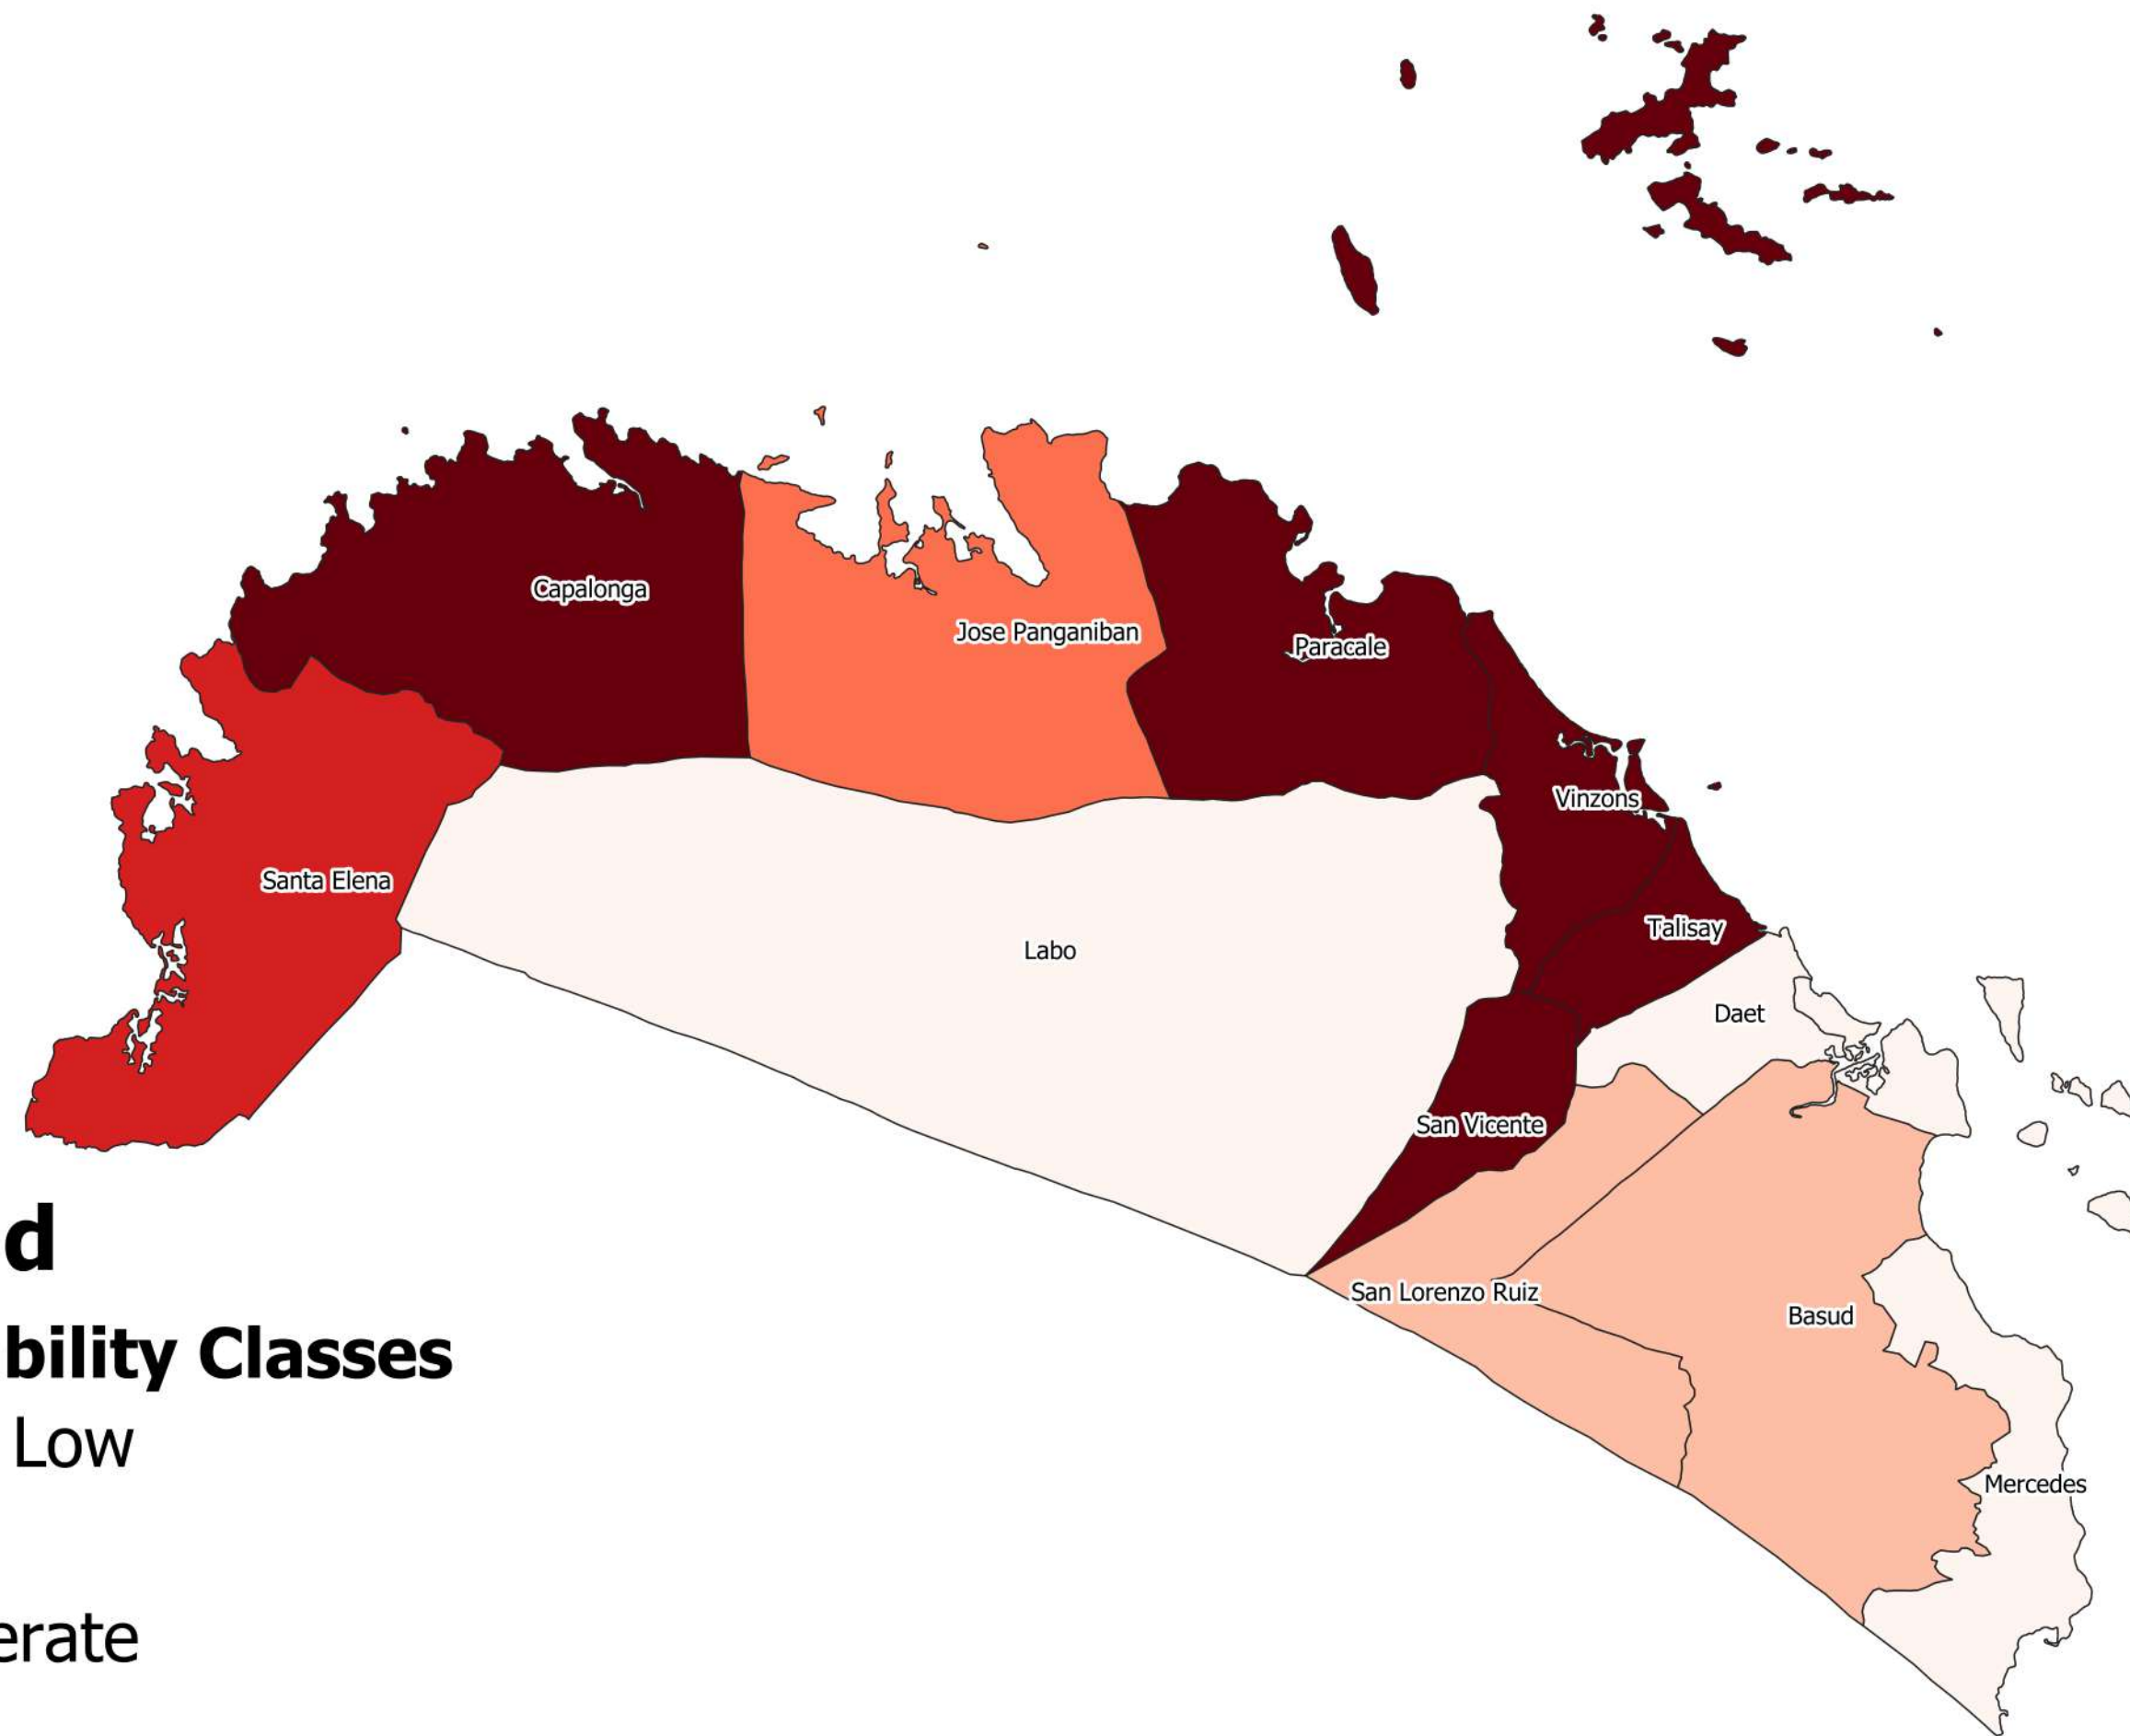 Capalonga
Jose Panganiban
Paracale
Vinzons
Santa Elena
Talisay
Labo
Daet
San Vicente
San Lorenzo Ruiz
Basud
Mercedes
d
bility Classes
Low
erate